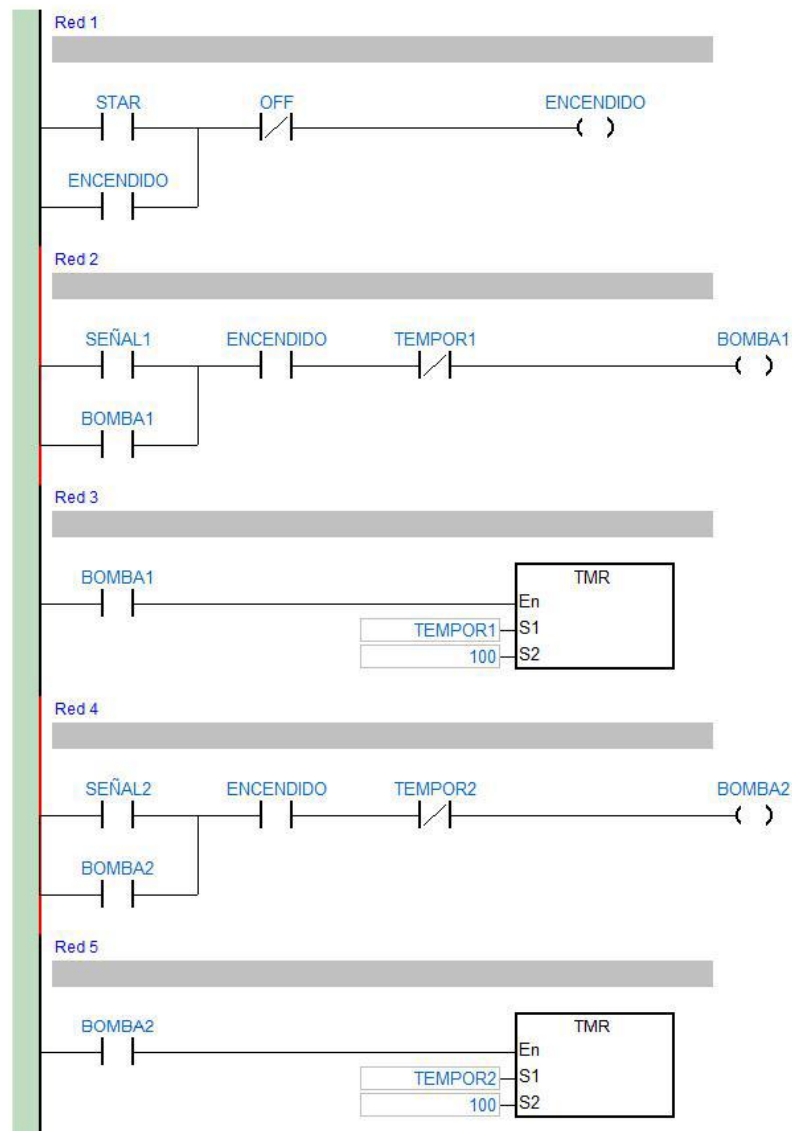 Red 1
STAR OFF ENCENDIDO
ENCENDIDO
Red 2
SEÑAL1 ENCENDIDO TEMPOR1 BOMBA1
BOMBA1
Red 3
BOMBA1 TMR
En
TEMPOR1 S1
100 S2
Red 4
SEÑAL2 ENCENDIDO TEMPOR2 BOMBA2
BOMBA2
Red 5
BOMBA2 TMR
En
TEMPOR2 S1
100 S2